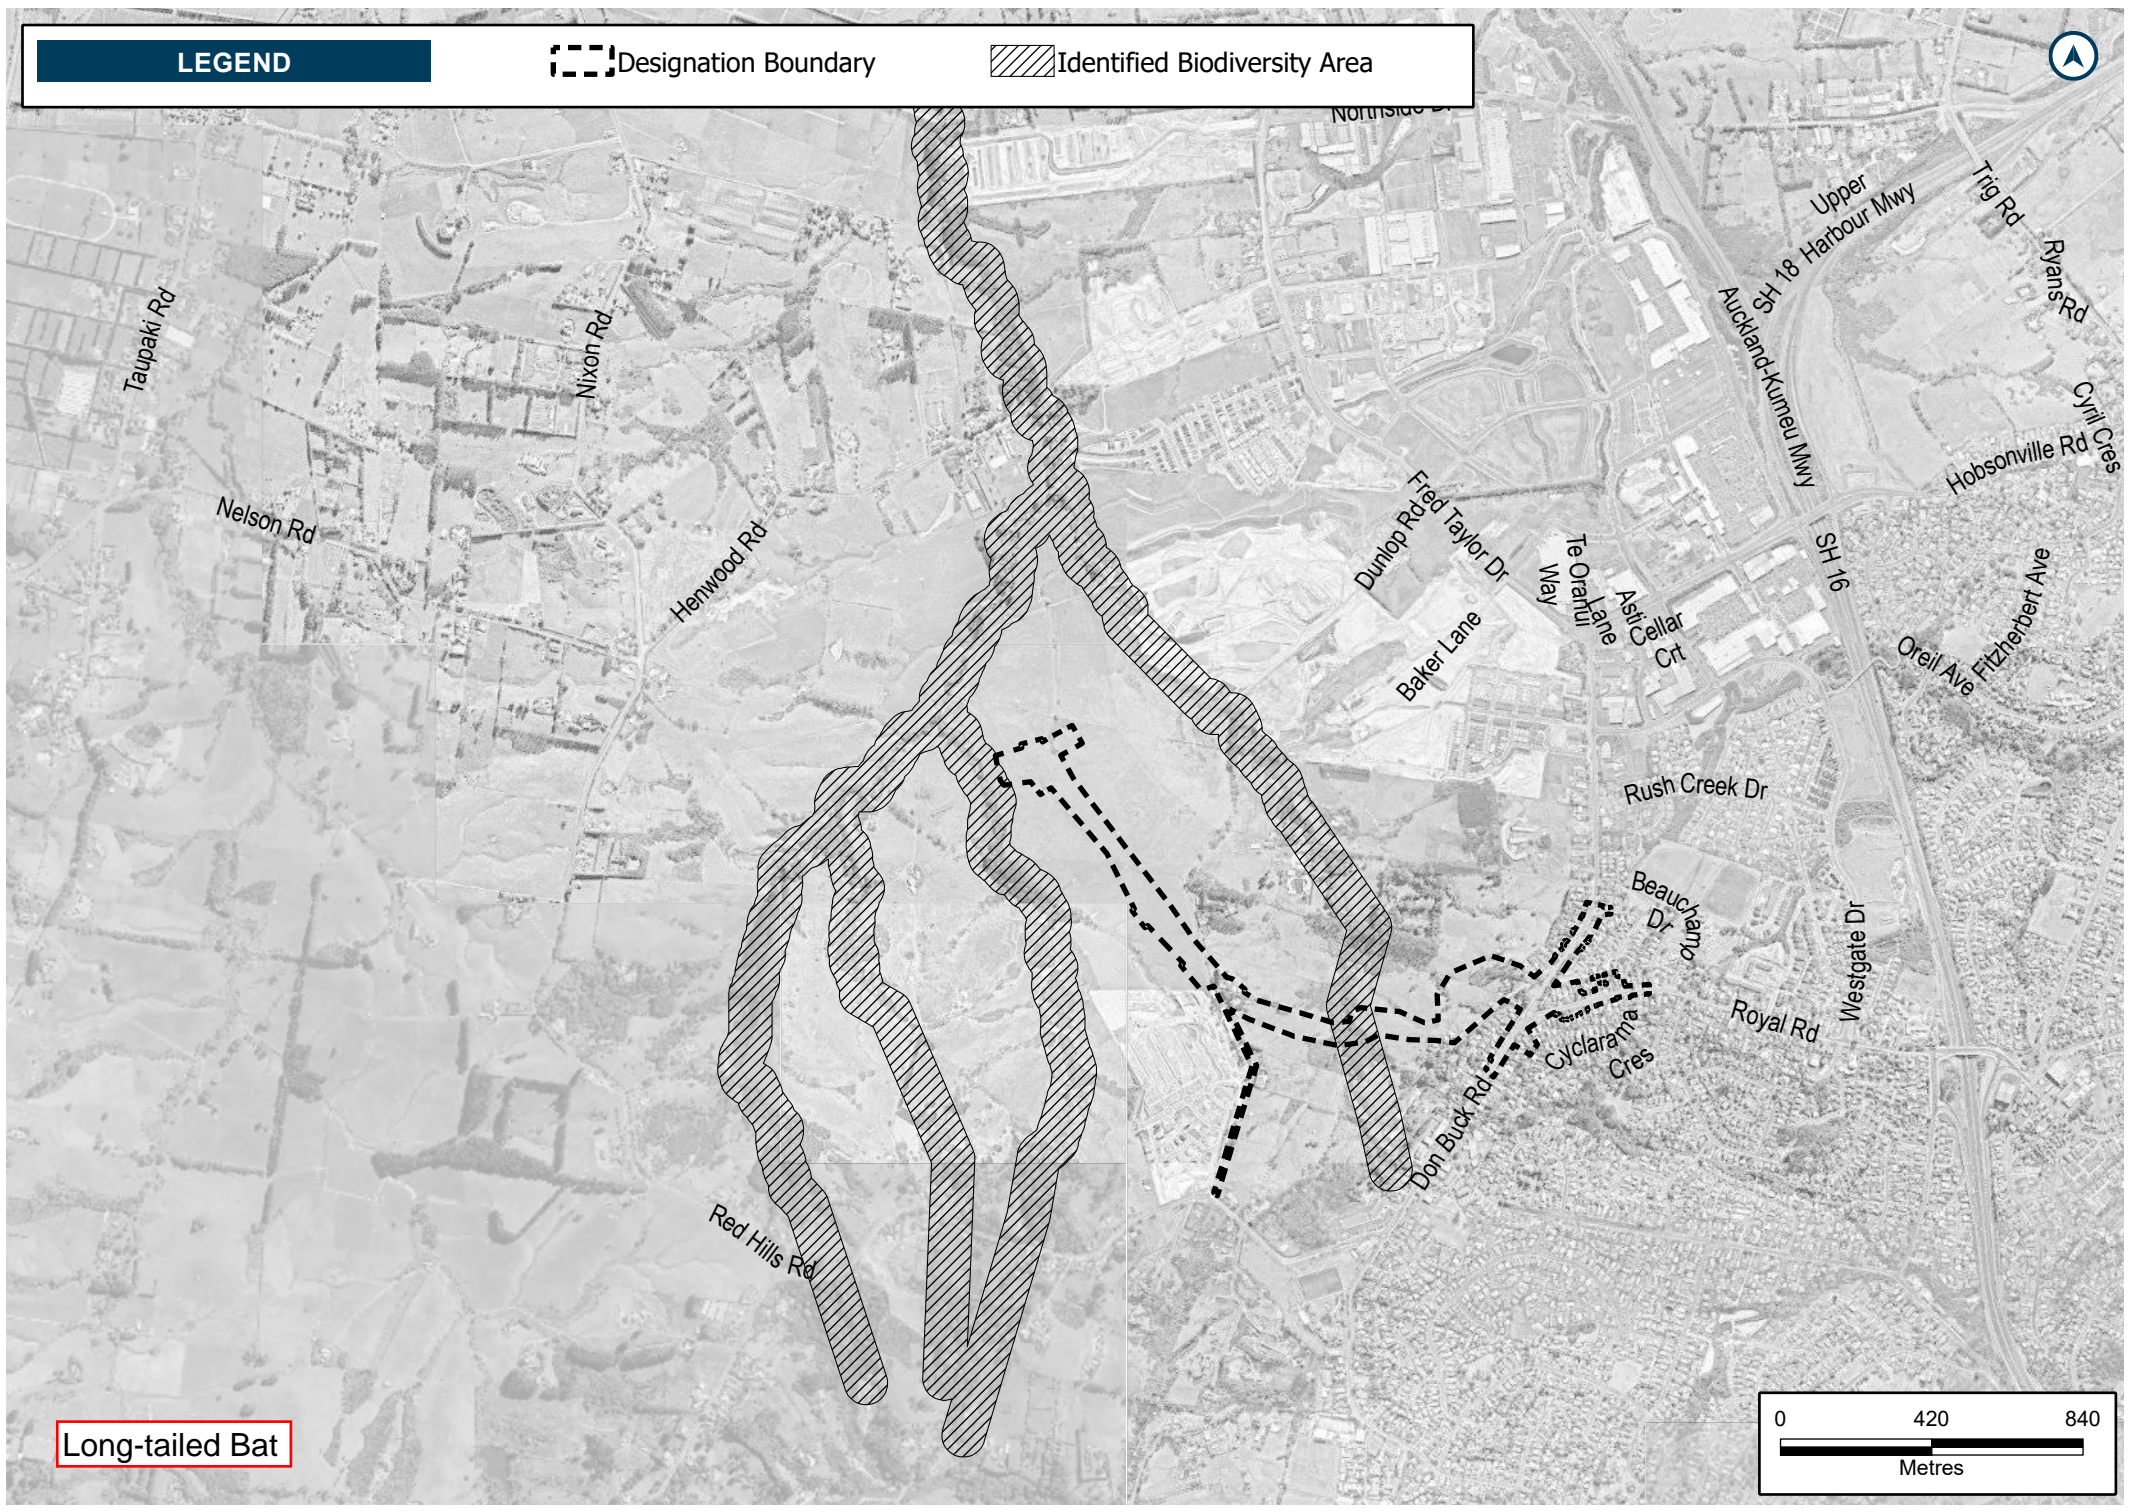 LEGEND
Designation Boundary
Identified Biodiversity Area
Northside Dr
Trig Rd
Upper
Harbour Mwy
SH 18
Ryans Rd
Taupaki Rd
Nixon Rd
Auckland-Kumeu Mwy
Cyril Cres
Hobsonville Rd
Nelson Rd
Henwood Rd
Fred Taylor Dr
Dunlop Rd
Te Oranui
Way
SH 16
Asti
Lane
Cellar
Crt
Baker Lane
Fitzherbert Ave
Oreil Ave
Rush Creek Dr
Beauchamp
Dr
Westgate Dr
Royal Rd
Cyclarama
Cres
Don Buck Rd
Red Hills Rd
Long-tailed Bat
0 420 840
Metres